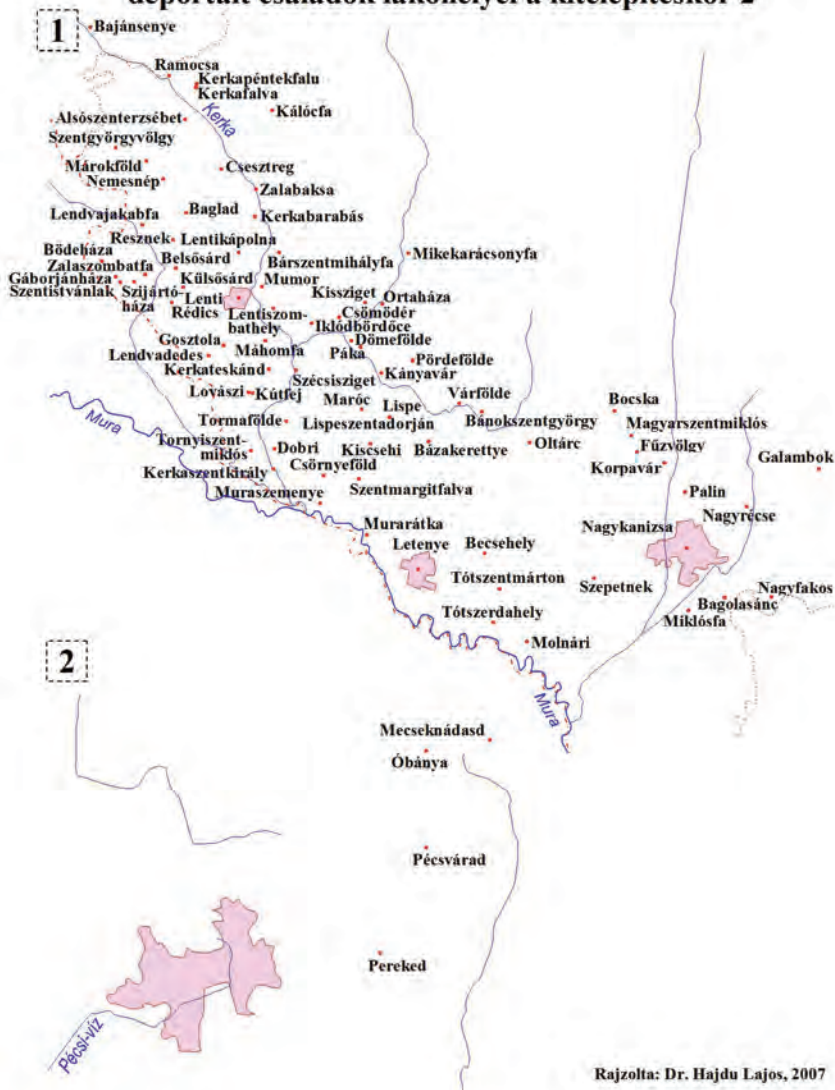 deportált családok lakóhelyei a kitelepítéskor 2
1
Bajánsenye
Ramocsa
Kerkapéntekfalu
Kerkafalva
Kálócfa
Kerka
Alsószenterzsébet
Szentgyörgyvölgy
Márokföld
Nemesnép
Csesztreg
Zalabaksa
Lendvajakabfa
Baglad
Kerkabarabás
Resznek
Lentikápolna
Bödeháza
Belsősárd
Bárszentmihályfa
Mikekarácsonyfa
Zalaszombatfa
Gáborjánháza
Külsősárd
Mumor
Szentistvánlak
Szijártó-
háza
Lenti
Rédics
Kissziget
Ortaháza
Lentiszom-
bathely
Csömödér
Iklódbördőce
Gosztola
Dömefölde
Lendvadedes
Máhomfa
Páka
Pördefölde
Kerkateskánd
Szécsisziget
Kányavár
Lovászi
Kútfej
Maróc
Lispe
Várfölde
Bocska
Tormafölde
Lispeszentadorján
Bánokszentgyörgy
Magyarszentmiklós
Mura
Tornyiszent-
miklós
Dobri
Kiscsehi
Bázakerettye
Oltárc
Fűzvölgy
Galambok
Kerkaszentkirály
Csörnyeföld
Korpavár
Muraszemenye
Szentmargitfalva
Palin
Nagyrécse
Murarátka
Nagykanizsa
Letenye
Becsehely
Tótszentmárton
Szepetnek
Nagyfakos
Bagolasánc
Miklósfa
Tótszerdahely
Molnári
Mura
2
Mecseknádasd
Óbánya
Pécsvárad
Pereked
Pécsi-víz
Rajzolta: Dr. Hajdu Lajos, 2007